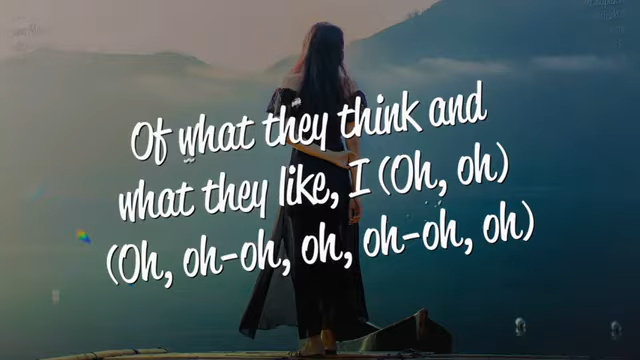 Of what they think and
what they like, I (Oh, oh)
(Oh, oh-oh, oh, oh-oh, oh)